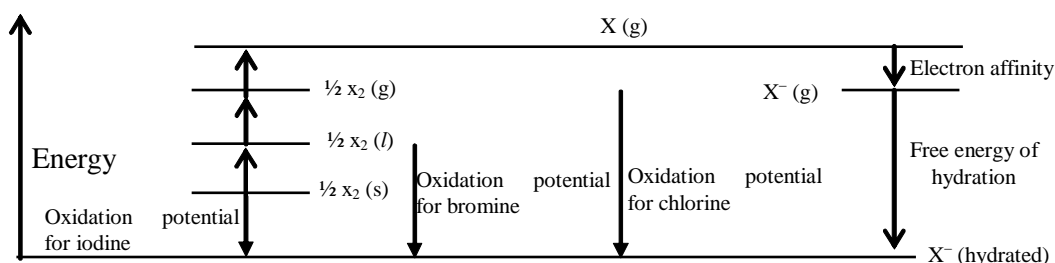 X (g)
Electron affinity
½ x₂ (g)
X⁻ (g)
½ x₂ (l)
Energy
Free energy of
hydration
½ x₂ (s)
Oxidation potential
for bromine
Oxidation potential
for chlorine
Oxidation potential
for iodine
X⁻ (hydrated)